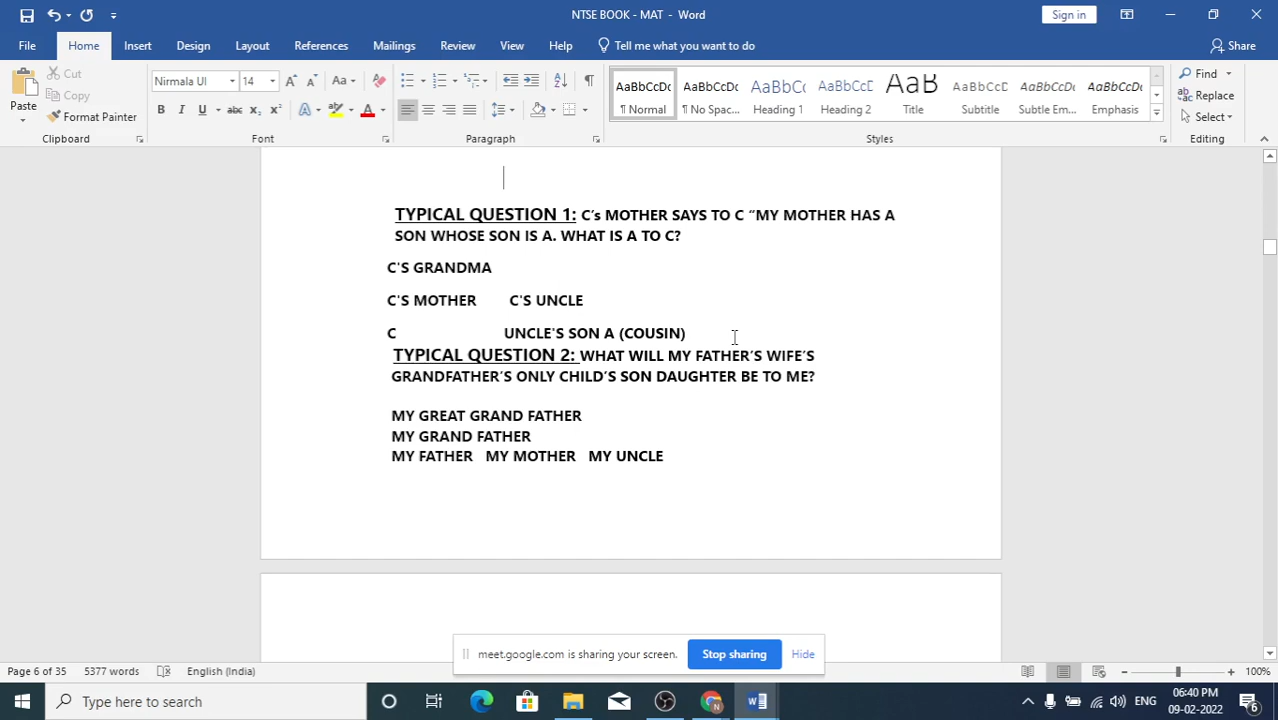 NTSE BOOK - MAT - Word
Sign in
File Home Insert Design Layout References Mailings Review View Help Tell me what you want to do Share
Paste
Cut
Copy
Format Painter
Nirmala UI 14
AaBbCcDc AaBbCcDc AaBbCc AaBbCcC AaB AaBbCcD AaBbCcDc AaBbCcDc
¶ Normal ¶ No Spac... Heading 1 Heading 2 Title Subtitle Subtle Em... Emphasis
Find
Replace
Select
Clipboard Font Paragraph Styles Editing
TYPICAL QUESTION 1: C's MOTHER SAYS TO C “MY MOTHER HAS A
SON WHOSE SON IS A. WHAT IS A TO C?
C'S GRANDMA
C'S MOTHER C'S UNCLE
C UNCLE'S SON A (COUSIN)
TYPICAL QUESTION 2: WHAT WILL MY FATHER’S WIFE’S
GRANDFATHER’S ONLY CHILD’S SON DAUGHTER BE TO ME?
MY GREAT GRAND FATHER
MY GRAND FATHER
MY FATHER MY MOTHER MY UNCLE
meet.google.com is sharing your screen. Stop sharing Hide
Page 6 of 35 5377 words English (India) 100%
Type here to search
ENG
06:40 PM
09-02-2022
6